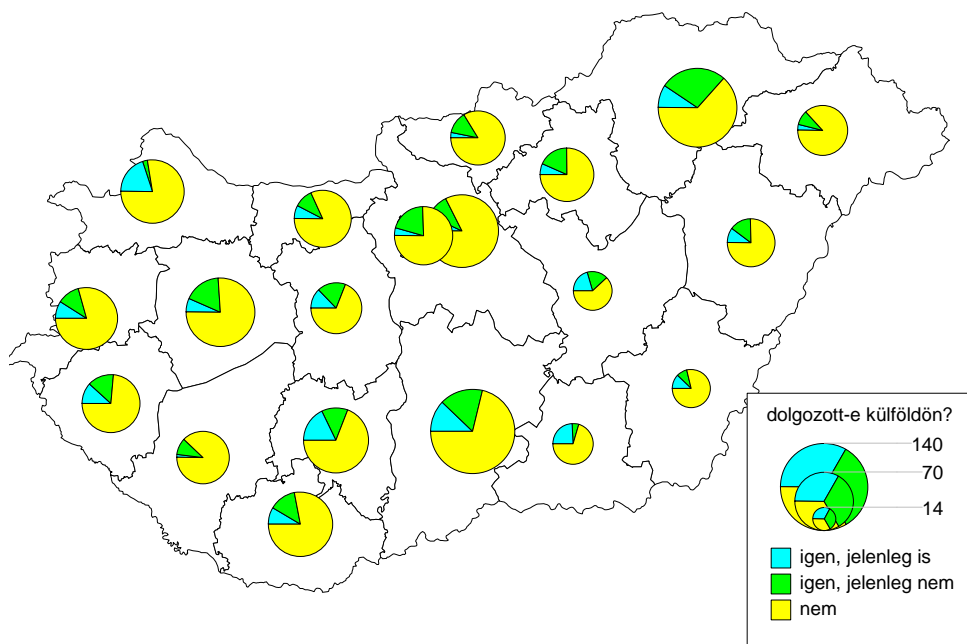 dolgozott-e külföldön?
140
70
14
igen, jelenleg is
igen, jelenleg nem
nem